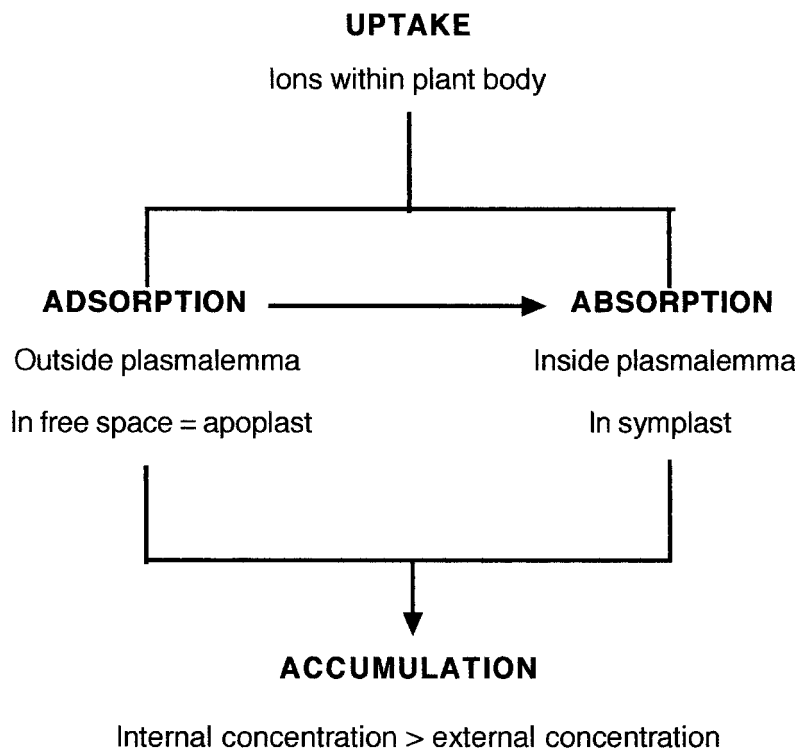 UPTAKE
Ions within plant body
ADSORPTION
ABSORPTION
Outside plasmalemma
Inside plasmalemma
In free space = apoplast
In symplast
ACCUMULATION
Internal concentration > external concentration